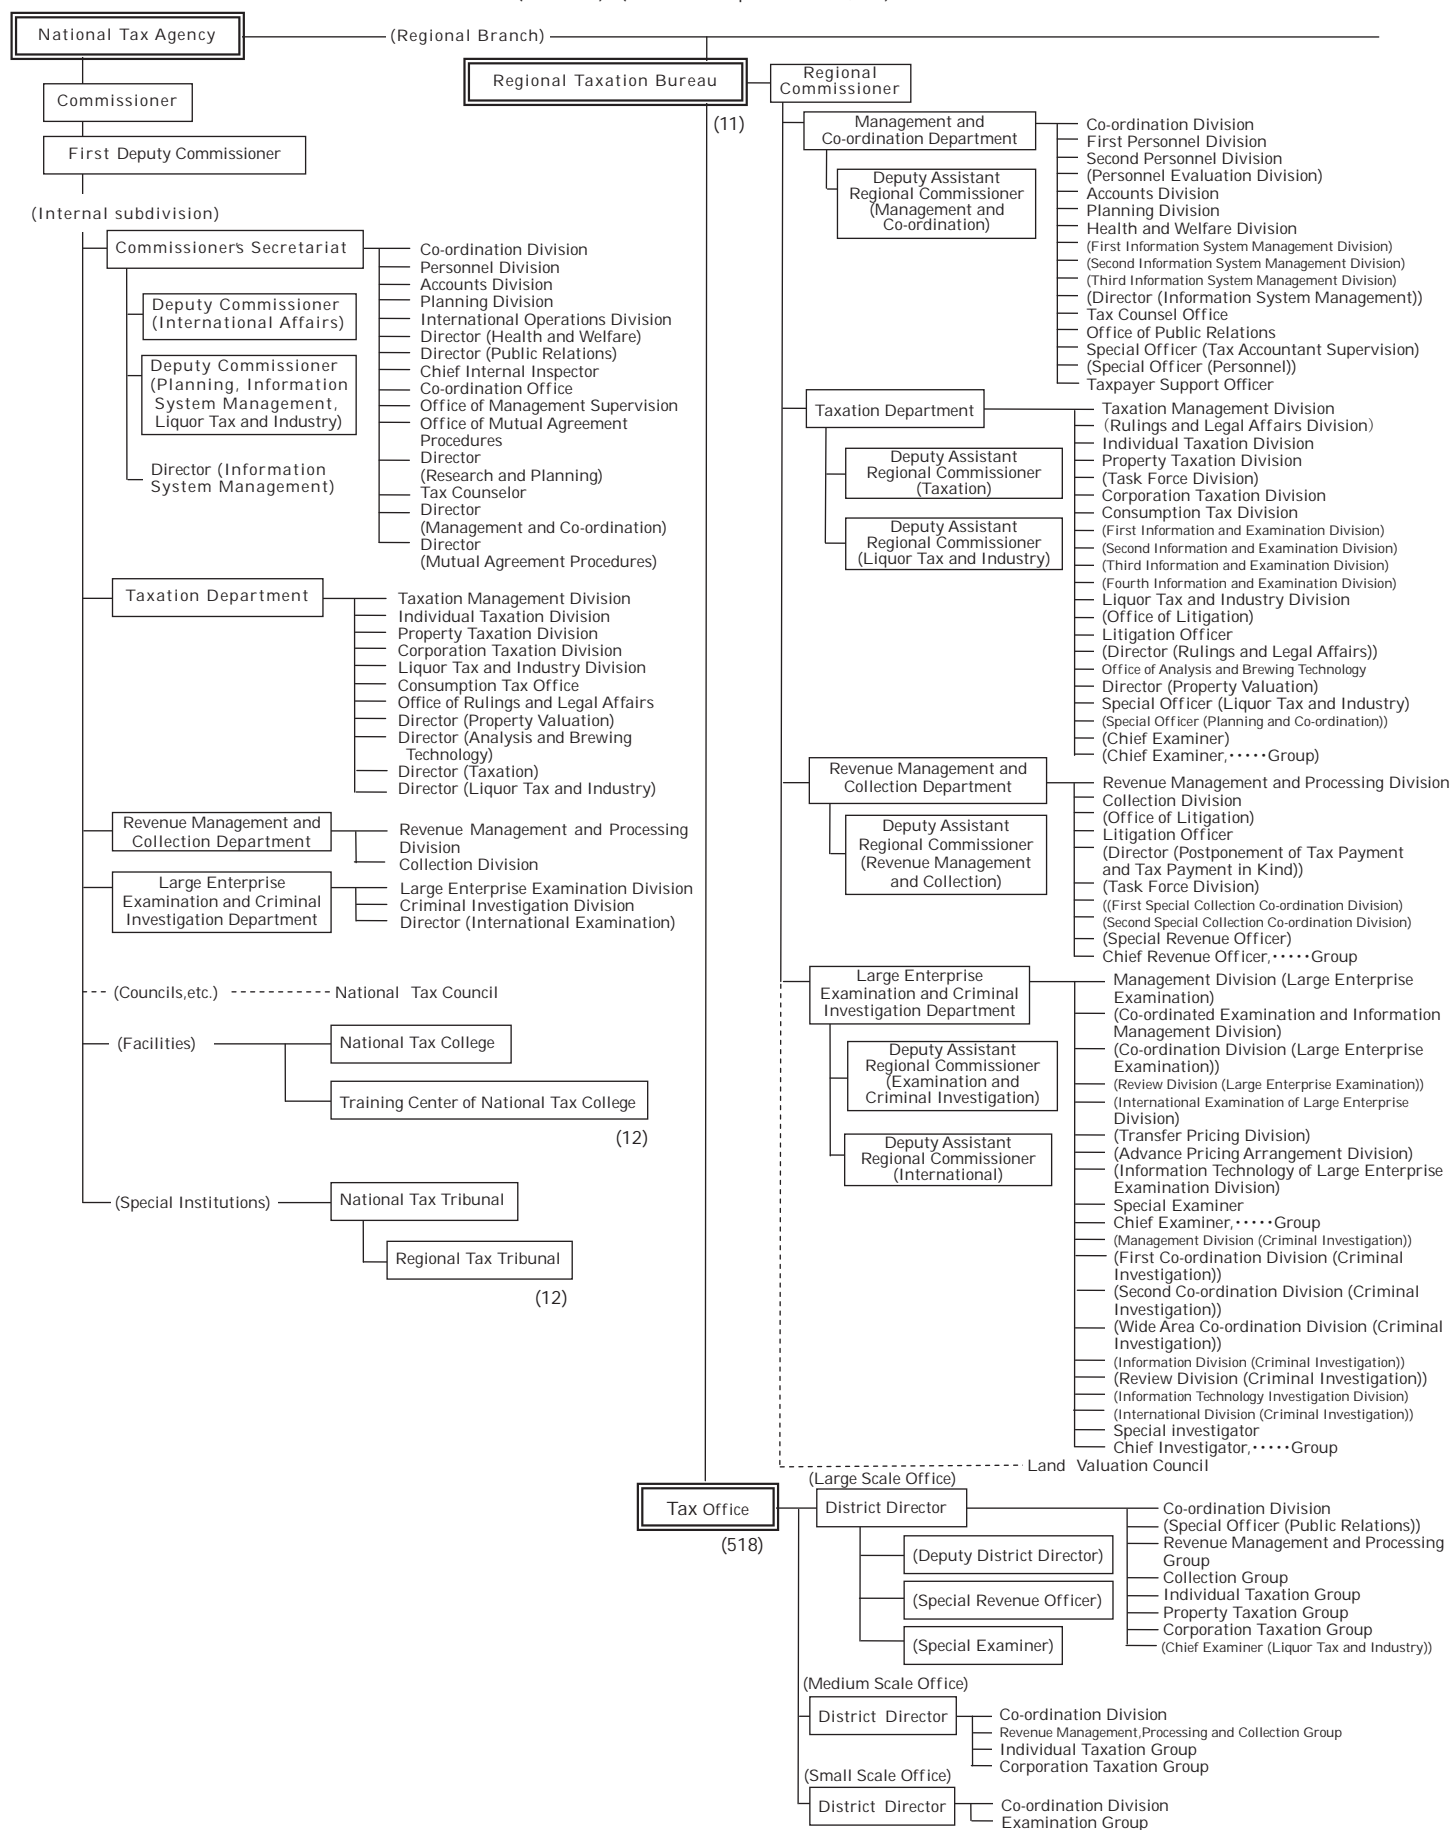 National Tax Agency
(Regional Branch)
Commissioner
First Deputy Commissioner
(Internal subdivision)
Commissioner's Secretariat
Deputy Commissioner
(International Affairs)
Deputy Commissioner
(Planning, Information
System Management,
Liquor Tax and Industry)
Director (Information
System Management)
Co-ordination Division
Personnel Division
Accounts Division
Planning Division
International Operations Division
Director (Health and Welfare)
Director (Public Relations)
Chief Internal Inspector
Co-ordination Office
Office of Management Supervision
Office of Mutual Agreement
Procedures
Director
(Research and Planning)
Tax Counselor
Director
(Management and Co-ordination)
Director
(Mutual Agreement Procedures)
Taxation Department
Taxation Management Division
Individual Taxation Division
Property Taxation Division
Corporation Taxation Division
Liquor Tax and Industry Division
Consumption Tax Office
Office of Rulings and Legal Affairs
Director (Property Valuation)
Director (Analysis and Brewing
Technology)
Director (Taxation)
Director (Liquor Tax and Industry)
Revenue Management and
Collection Department
Revenue Management and Processing
Division
Collection Division
Large Enterprise
Examination and Criminal
Investigation Department
Large Enterprise Examination Division
Criminal Investigation Division
Director (International Examination)
(Councils,etc.)
National Tax Council
(Facilities)
National Tax College
Training Center of National Tax College
(12)
(Special Institutions)
National Tax Tribunal
Regional Tax Tribunal
(12)
Regional Taxation Bureau
(11)
Regional
Commissioner
Management and
Co-ordination Department
Deputy Assistant
Regional Commissioner
(Management and
Co-ordination)
Co-ordination Division
First Personnel Division
Second Personnel Division
(Personnel Evaluation Division)
Accounts Division
Planning Division
Health and Welfare Division
(First Information System Management Division)
(Second Information System Management Division)
(Third Information System Management Division)
(Director (Information System Management))
Tax Counsel Office
Office of Public Relations
Special Officer (Tax Accountant Supervision)
(Special Officer (Personnel))
Taxpayer Support Officer
Taxation Department
Deputy Assistant
Regional Commissioner
(Taxation)
Deputy Assistant
Regional Commissioner
(Liquor Tax and Industry)
Taxation Management Division
(Rulings and Legal Affairs Division)
Individual Taxation Division
Property Taxation Division
(Task Force Division)
Corporation Taxation Division
Consumption Tax Division
(First Information and Examination Division)
(Second Information and Examination Division)
(Third Information and Examination Division)
(Fourth Information and Examination Division)
Liquor Tax and Industry Division
(Office of Litigation)
Litigation Officer
(Director (Rulings and Legal Affairs))
Office of Analysis and Brewing Technology
Director (Property Valuation)
Special Officer (Liquor Tax and Industry)
(Special Officer (Planning and Co-ordination))
(Chief Examiner)
(Chief Examiner,・・・・・Group)
Revenue Management and
Collection Department
Deputy Assistant
Regional Commissioner
(Revenue Management
and Collection)
Revenue Management and Processing Division
Collection Division
(Office of Litigation)
Litigation Officer
(Director (Postponement of Tax Payment
and Tax Payment in Kind))
(Task Force Division)
((First Special Collection Co-ordination Division)
(Second Special Collection Co-ordination Division)
(Special Revenue Officer)
Chief Revenue Officer,・・・・・Group
Large Enterprise
Examination and Criminal
Investigation Department
Deputy Assistant
Regional Commissioner
(Examination and
Criminal Investigation)
Deputy Assistant
Regional Commissioner
(International)
Management Division (Large Enterprise
Examination)
(Co-ordinated Examination and Information
Management Division)
(Co-ordination Division (Large Enterprise
Examination))
(Review Division (Large Enterprise Examination))
(International Examination of Large Enterprise
Division)
(Transfer Pricing Division)
(Advance Pricing Arrangement Division)
(Information Technology of Large Enterprise
Examination Division)
Special Examiner
Chief Examiner,・・・・・Group
(Management Division (Criminal Investigation))
(First Co-ordination Division (Criminal
Investigation))
(Second Co-ordination Division (Criminal
Investigation))
(Wide Area Co-ordination Division (Criminal
Investigation))
(Information Division (Criminal Investigation))
(Review Division (Criminal Investigation))
(Information Technology Investigation Division)
(International Division (Criminal Investigation))
Special investigator
Chief Investigator,・・・・・Group
Land Valuation Council
Tax Office
(518)
(Large Scale Office)
District Director
(Deputy District Director)
(Special Revenue Officer)
(Special Examiner)
Co-ordination Division
(Special Officer (Public Relations))
Revenue Management and Processing
Group
Collection Group
Individual Taxation Group
Property Taxation Group
Corporation Taxation Group
(Chief Examiner (Liquor Tax and Industry))
(Medium Scale Office)
District Director
Co-ordination Division
Revenue Management,Processing and Collection Group
Individual Taxation Group
Corporation Taxation Group
(Small Scale Office)
District Director
Co-ordination Division
Examination Group